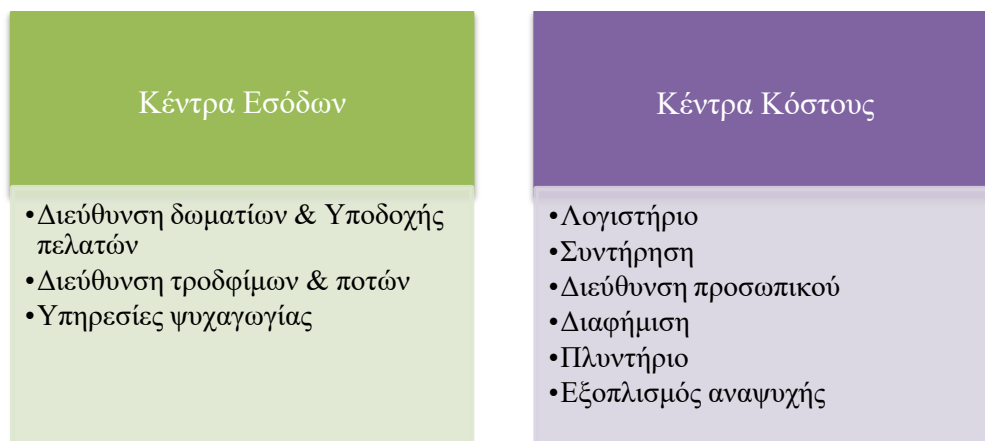 Κέντρα Εσόδων
•Διεύθυνση δωματίων & Υποδοχής
πελατών
•Διεύθυνση τροδφίμων & ποτών
•Υπηρεσίες ψυχαγωγίας
Κέντρα Κόστους
•Λογιστήριο
•Συντήρηση
•Διεύθυνση προσωπικού
•Διαφήμιση
•Πλυντήριο
•Εξοπλισμός αναψυχής